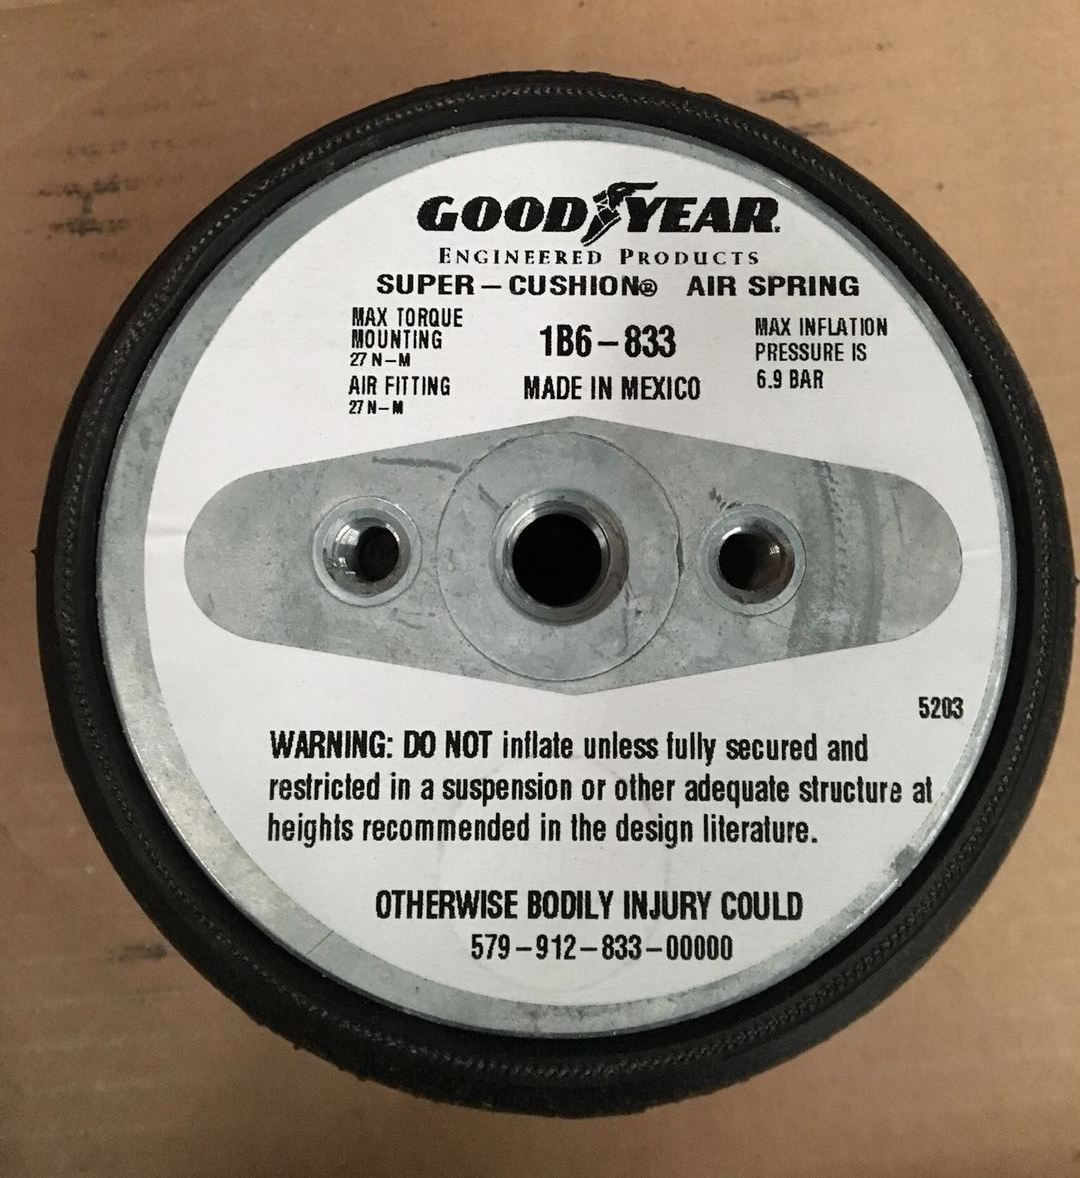 GOODYEAR
ENGINEERED PRODUCTS
SUPER – CUSHION® AIR SPRING
MAX TORQUE
MOUNTING
27 N–M
AIR FITTING
27 N–M
1B6–833
MADE IN MEXICO
MAX INFLATION
PRESSURE IS
6.9 BAR
5203
WARNING: DO NOT inflate unless fully secured and
restricted in a suspension or other adequate structure at
heights recommended in the design literature.
OTHERWISE BODILY INJURY COULD
579–912–833–00000